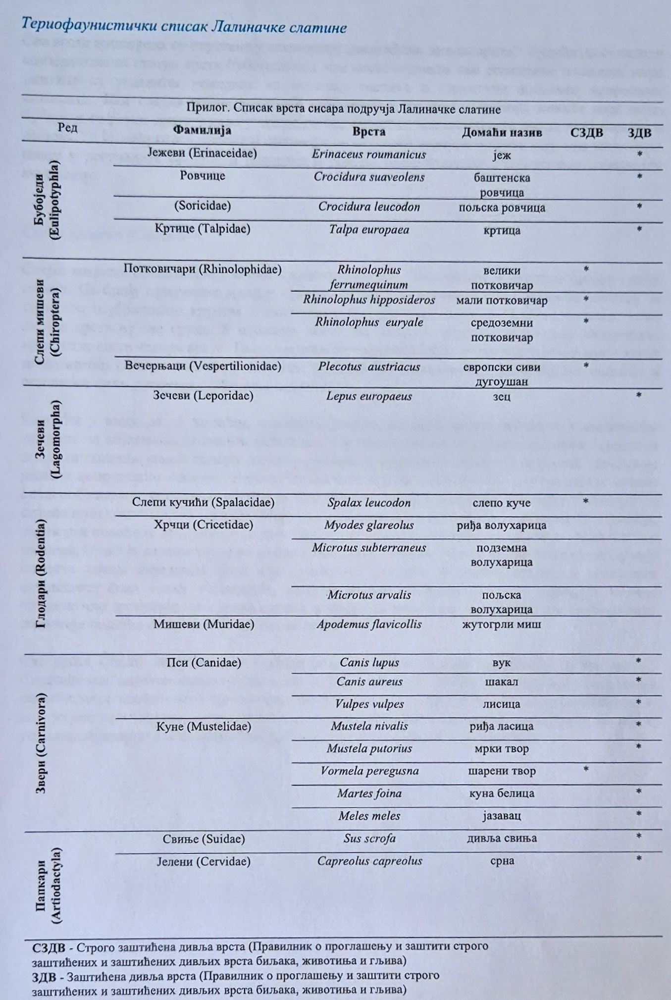 Териофаунистички списак Лалиначке слатине
Прилог. Списак врста сисара подручја Лалиначке слатине
Ред Фамилија Врста Домаћи назив СЗДВ ЗДВ
Бубоједи
(Eulipotyphla)
Јежеви (Erinaceidae) Erinaceus roumanicus јеж *
Ровчице Crocidura suaveolens баштенска *
ровчица
(Soricidae) Crocidura leucodon пољска ровчица *
Кртице (Talpidae) Talpa europaea кртица *
Слепи мишеви
(Chiroptera)
Потковичари (Rhinolophidae) Rhinolophus велики *
ferrumequinum потковичар
Rhinolophus hipposideros мали потковичар *
Rhinolophus euryale средоземни *
потковичар
Вечерњаци (Vespertilionidae) Plecotus austriacus европски сиви *
дугоушан
Зечеви
(Lagomorpha)
Зечеви (Leporidae) Lepus europaeus зец *
Глодари (Rodentia)
Слепи кучићи (Spalacidae) Spalax leucodon слепо куче *
Хрчци (Cricetidae) Myodes glareolus риђа волухарица
Microtus subterraneus подземна
волухарица
Microtus arvalis пољска
волухарица
Мишеви (Muridae) Apodemus flavicollis жутогрли миш
Звери (Carnivora)
Пси (Canidae) Canis lupus вук *
Canis aureus шакал *
Vulpes vulpes лисица *
Куне (Mustelidae) Mustela nivalis риђа ласица *
Mustela putorius мрки твор *
Vormela peregusna шарени твор *
Martes foina куна белица *
Meles meles јазавац *
Папкари
(Artiodactyla)
Свиње (Suidae) Sus scrofa дивља свиња *
Јелени (Cervidae) Capreolus capreolus срна *
СЗДВ - Строго заштићена дивља врста (Правилник о проглашењу и заштити строго
заштићених и заштићених дивљих врста биљака, животиња и гљива)
ЗДВ - Заштићена дивља врста (Правилник о проглашењу и заштити строго
заштићених и заштићених дивљих врста биљака, животиња и гљива)